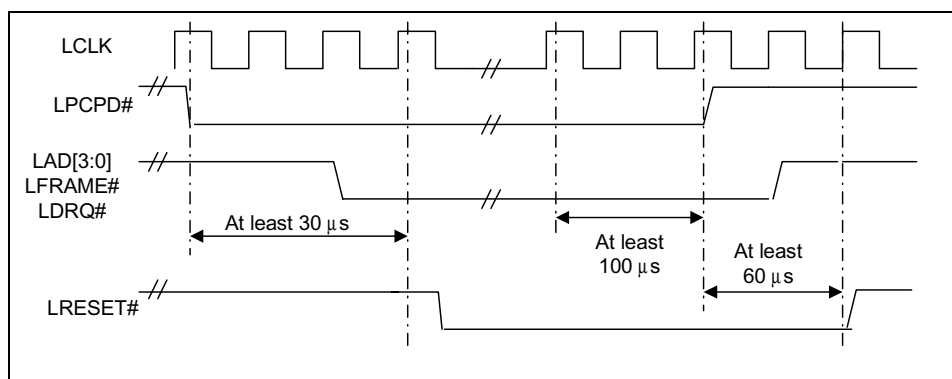 LCLK
LPCPD#
LAD[3:0]
LFRAME#
LDRQ#
At least 30 μs
At least
100 μs
At least
60 μs
LRESET#